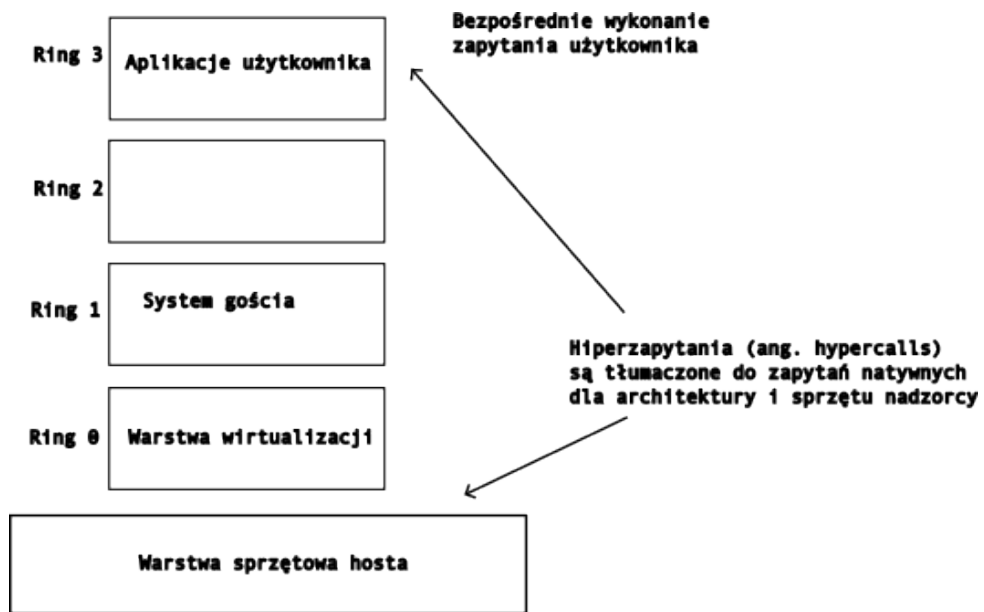 Bezpośrednie wykonanie
zapytania użytkownika
Ring 3
Aplikacje użytkownika
Ring 2
Ring 1
System gościa
Hiperzapytania (ang. hypercalls)
są tłumaczone do zapytań natywnych
dla architektury i sprzętu nadzorcy
Ring 0
Warstwa wirtualizacji
Warstwa sprzętowa hosta